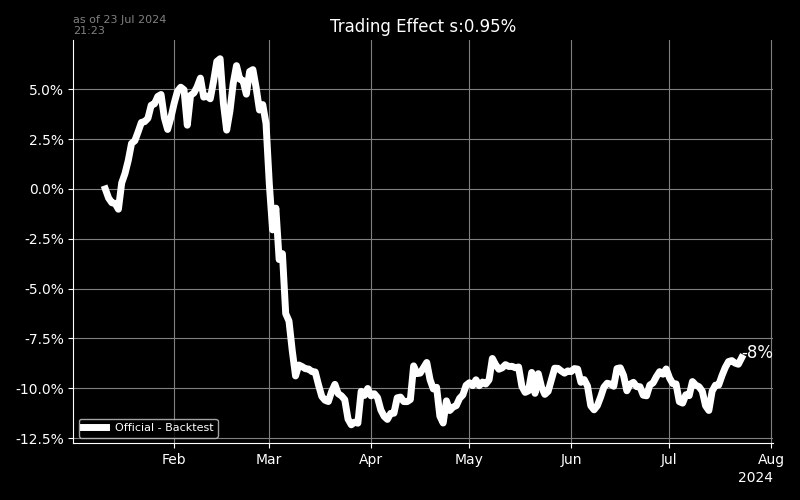 as of 23 Jul 2024
21:23
Trading Effect s:0.95%
5.0%
2.5%
0.0%
-2.5%
-5.0%
-7.5%
-10.0%
-12.5%
-8%
Official - Backtest
Feb Mar Apr May Jun Jul Aug
2024